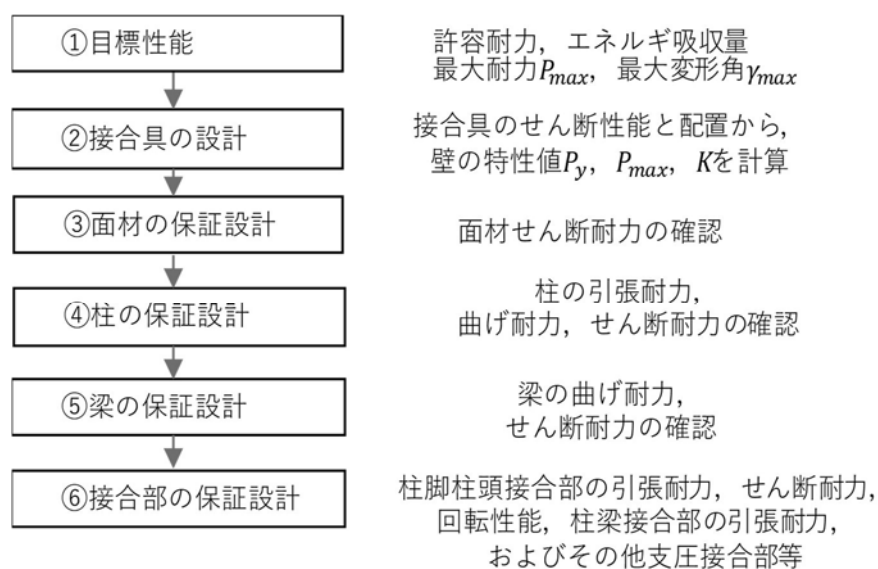 ①目標性能
許容耐力，エネルギ吸収量
最大耐力P_max，最大変形角γ_max
②接合具の設計
接合具のせん断性能と配置から，
壁の特性値P_y，P_max，Kを計算
③面材の保証設計
面材せん断耐力の確認
④柱の保証設計
柱の引張耐力，
曲げ耐力，せん断耐力の確認
⑤梁の保証設計
梁の曲げ耐力，
せん断耐力の確認
⑥接合部の保証設計
柱脚柱頭接合部の引張耐力，せん断耐力，
回転性能，柱梁接合部の引張耐力，
およびその他支圧接合部等